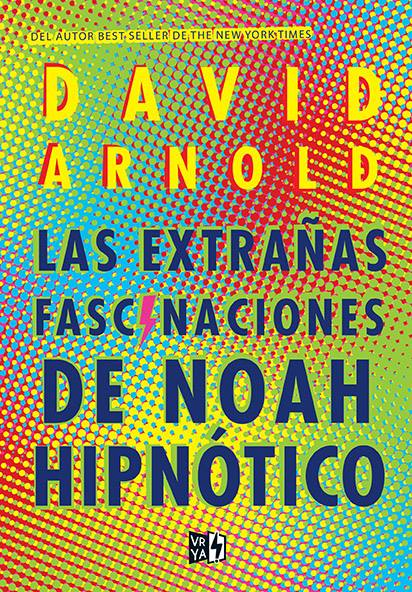 DEL AUTOR BEST SELLER DE THE NEW YORK TIMES
DAVID
ARNOLD
LAS EXTRAÑAS
FASCINACIONES
DE NOAH
HIPNÓTICO
VR
YA